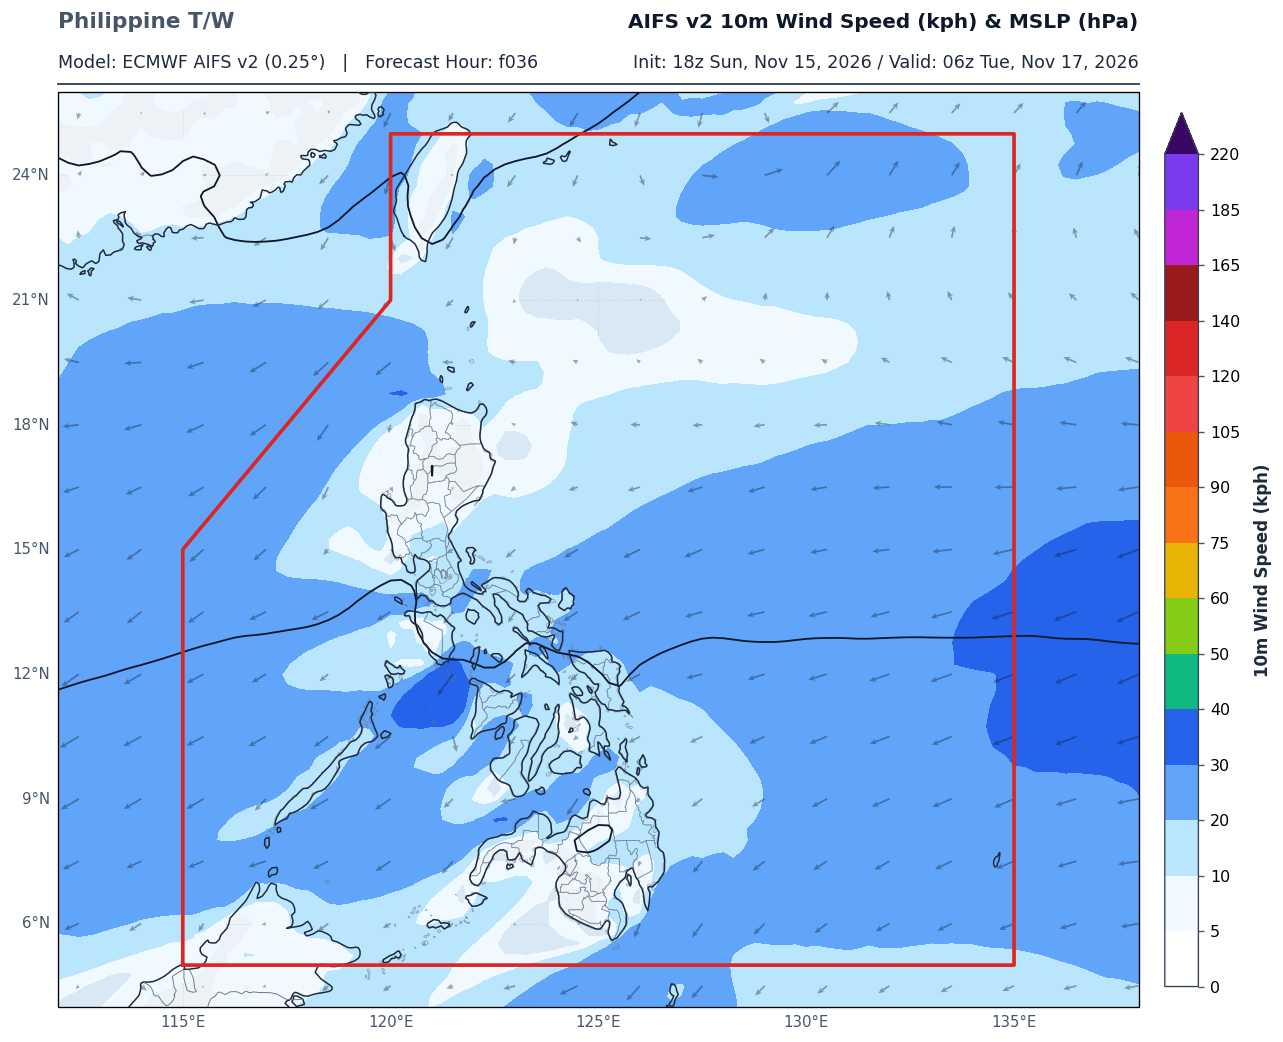 Philippine T/W
AIFS v2 10m Wind Speed (kph) & MSLP (hPa)
Model: ECMWF AIFS v2 (0.25°) | Forecast Hour: f036
Init: 18z Sun, Nov 15, 2026 / Valid: 06z Tue, Nov 17, 2026
24°N
21°N
18°N
15°N
12°N
9°N
6°N
115°E
120°E
125°E
130°E
135°E
220
185
165
140
120
105
90
75
60
50
40
30
20
10
5
0
10m Wind Speed (kph)